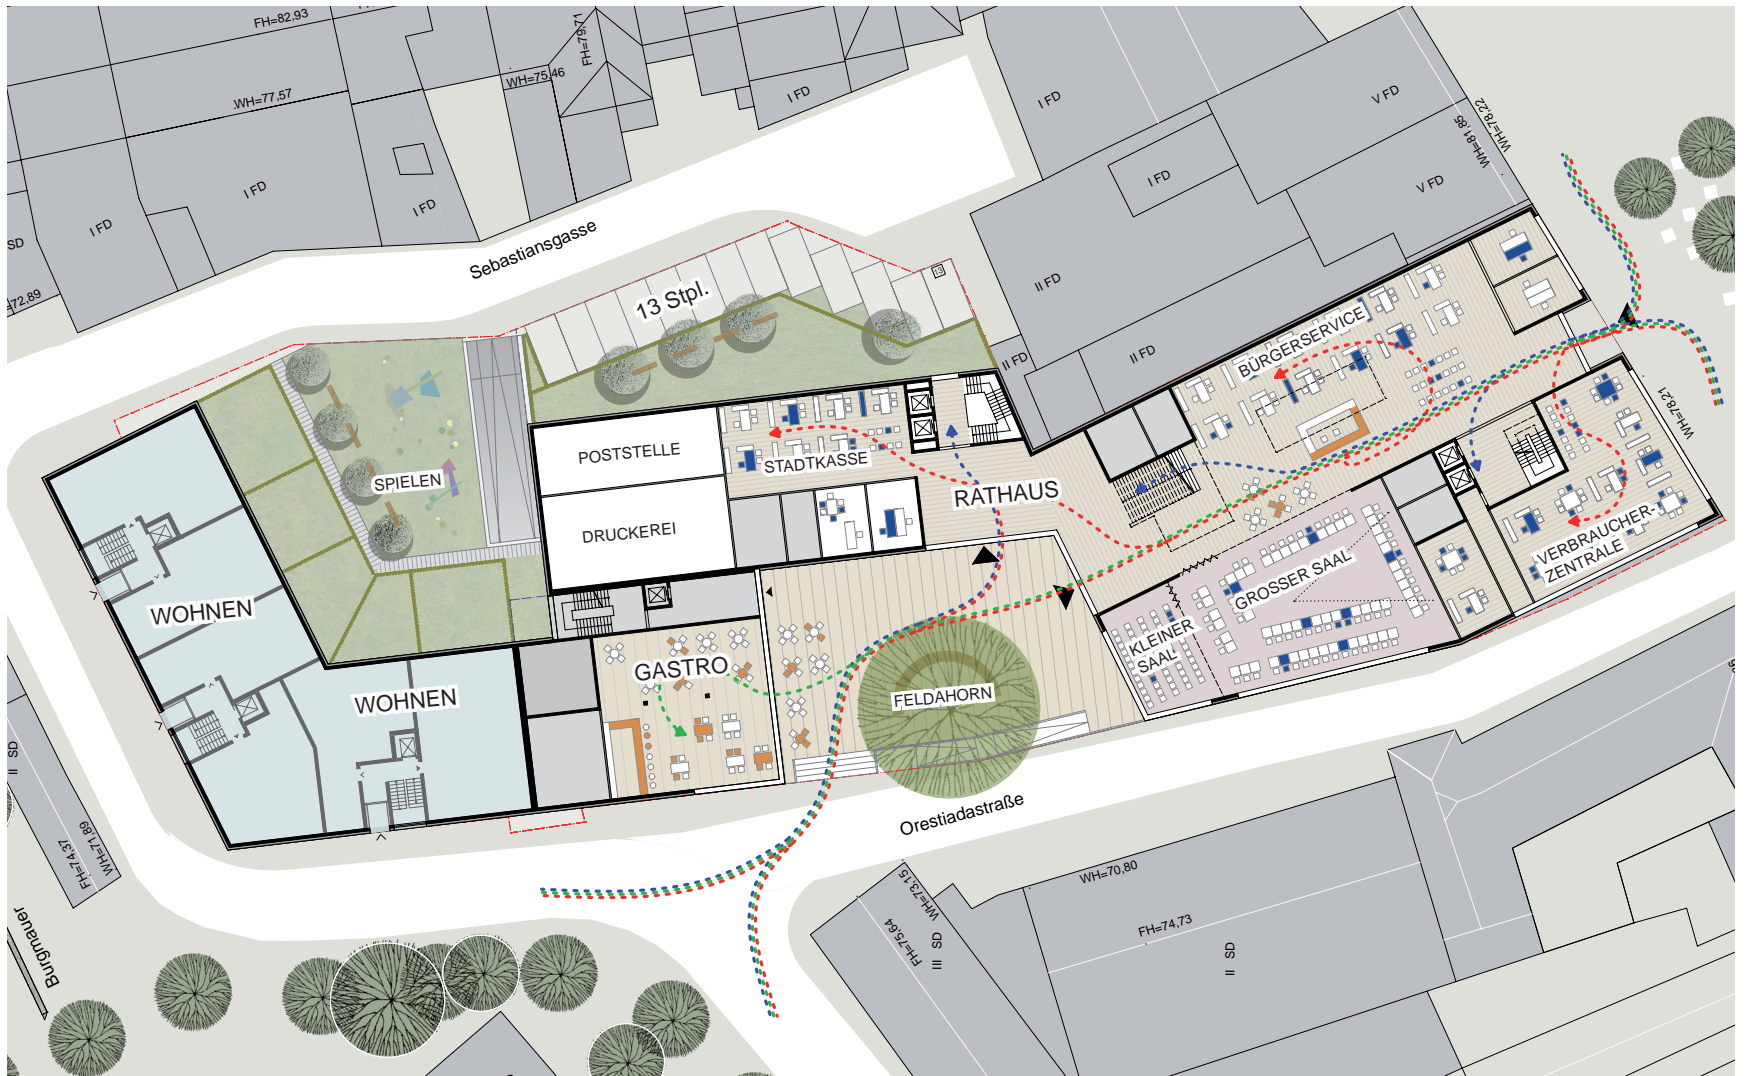 FH=82,93
FH=79,71
WH=75,46
WH=77,57
I FD
I FD
V FD
WH=78,22
WH=81,85
I FD
I FD
V FD
I FD
I FD
SD
Sebastiansgasse
II FD
=72,89
13
13 Stpl.
BÜRGERSERVICE
II FD
II FD
WH=78,21
POSTSTELLE
STADTKASSE
SPIELEN
RATHAUS
DRUCKEREI
VERBRAUCHER-
ZENTRALE
GROSSER SAAL
WOHNEN
KLEINER
SAAL
GASTRO
WOHNEN
FELDAHORN
II SD
Orestiadastraße
WH=71,89
FH=74,37
WH=70,80
WH=73,15
FH=75,64
III SD
FH=74,73
II SD
Burgmauer